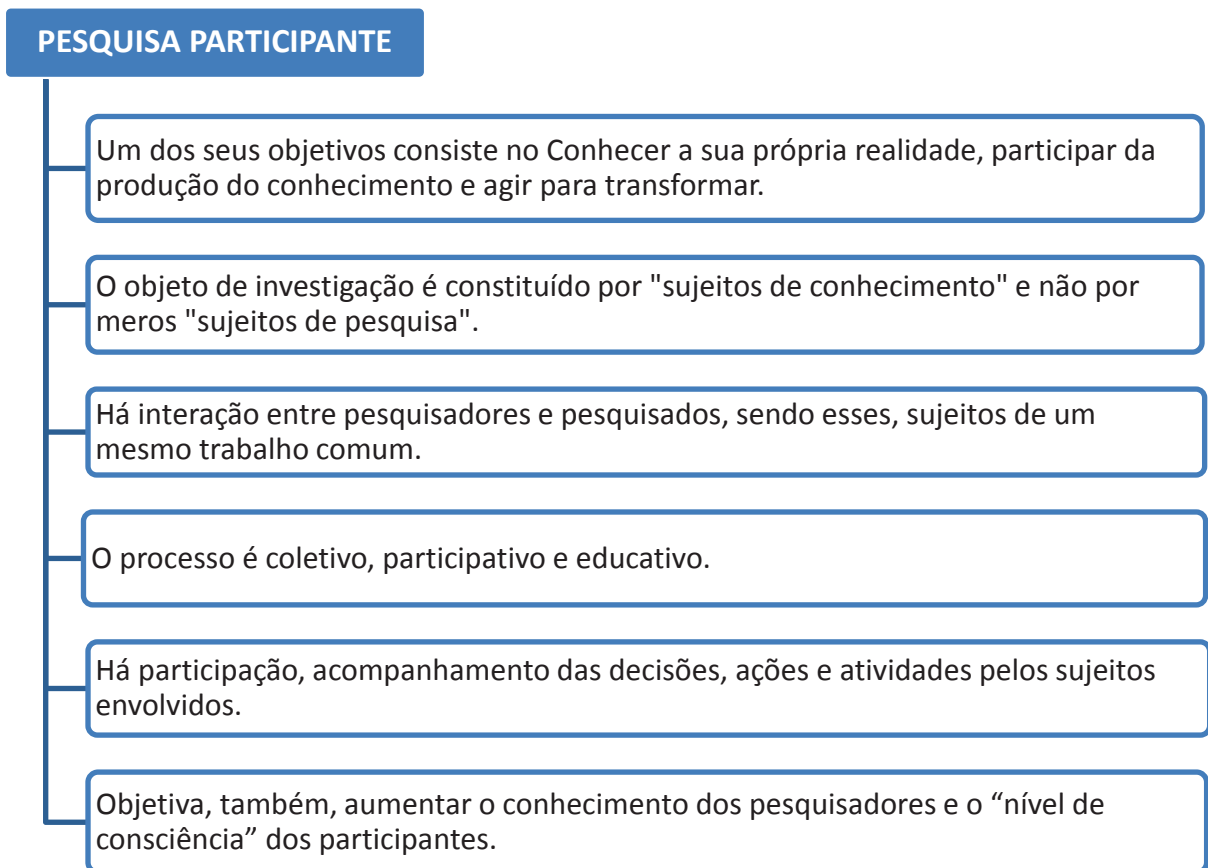 PESQUISA PARTICIPANTE
Um dos seus objetivos consiste no Conhecer a sua própria realidade, participar da
produção do conhecimento e agir para transformar.
O objeto de investigação é constituído por "sujeitos de conhecimento" e não por
meros "sujeitos de pesquisa".
Há interação entre pesquisadores e pesquisados, sendo esses, sujeitos de um
mesmo trabalho comum.
O processo é coletivo, participativo e educativo.
Há participação, acompanhamento das decisões, ações e atividades pelos sujeitos
envolvidos.
Objetiva, também, aumentar o conhecimento dos pesquisadores e o “nível de
consciência” dos participantes.